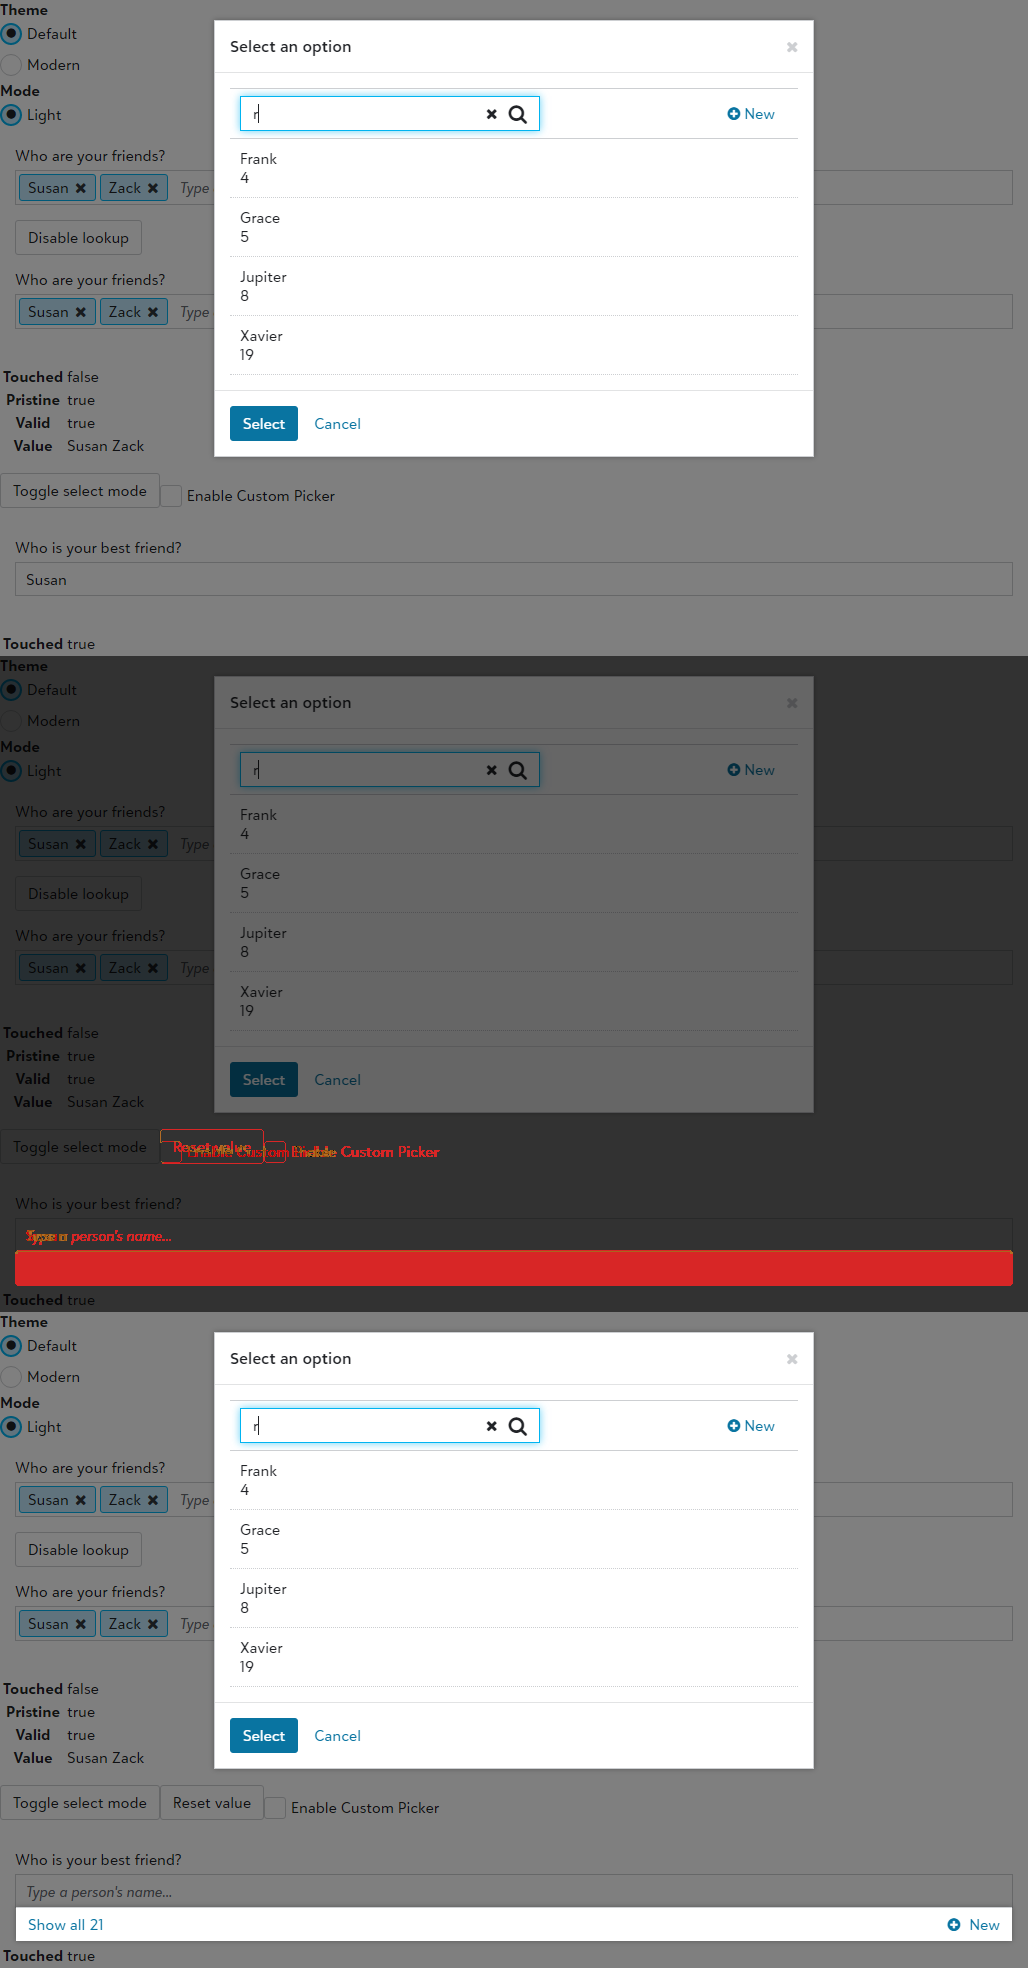 Theme
Default
Modern
Mode
Light
Select an option
r
New
Frank
4
Grace
5
Jupiter
8
Xavier
19
Select Cancel
Who are your friends?
Susan Zack Type
Disable lookup
Who are your friends?
Susan Zack Type
Touched false
Pristine true
Valid true
Value Susan Zack
Toggle select mode Enable Custom Picker
Who is your best friend?
Susan
Touched true
Theme
Default
Modern
Mode
Light
Select an option
r
New
Frank
4
Grace
5
Jupiter
8
Xavier
19
Select Cancel
Who are your friends?
Susan Zack Type
Disable lookup
Who are your friends?
Susan Zack Type
Touched false
Pristine true
Valid true
Value Susan Zack
Toggle select mode Reset value Enable Custom Picker
Who is your best friend?
Type a person's name...
Touched true
Theme
Default
Modern
Mode
Light
Select an option
r
New
Frank
4
Grace
5
Jupiter
8
Xavier
19
Select Cancel
Who are your friends?
Susan Zack Type
Disable lookup
Who are your friends?
Susan Zack Type
Touched false
Pristine true
Valid true
Value Susan Zack
Toggle select mode Reset value Enable Custom Picker
Who is your best friend?
Type a person's name...
Show all 21 New
Touched true